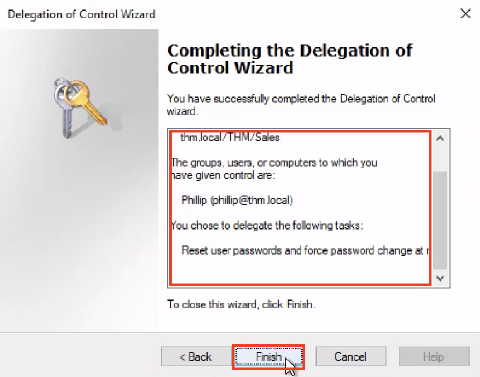 Delegation of Control Wizard
Completing the Delegation of
Control Wizard
You have successfully completed the Delegation of Control
wizard.
thm.local/THM/Sales
The groups, users, or computers to which you
have given control are:
Phillip (phillip@thm.local)
You chose to delegate the following tasks:
Reset user passwords and force password change at
To close this wizard, click Finish.
< Back
Finish
Cancel
Help